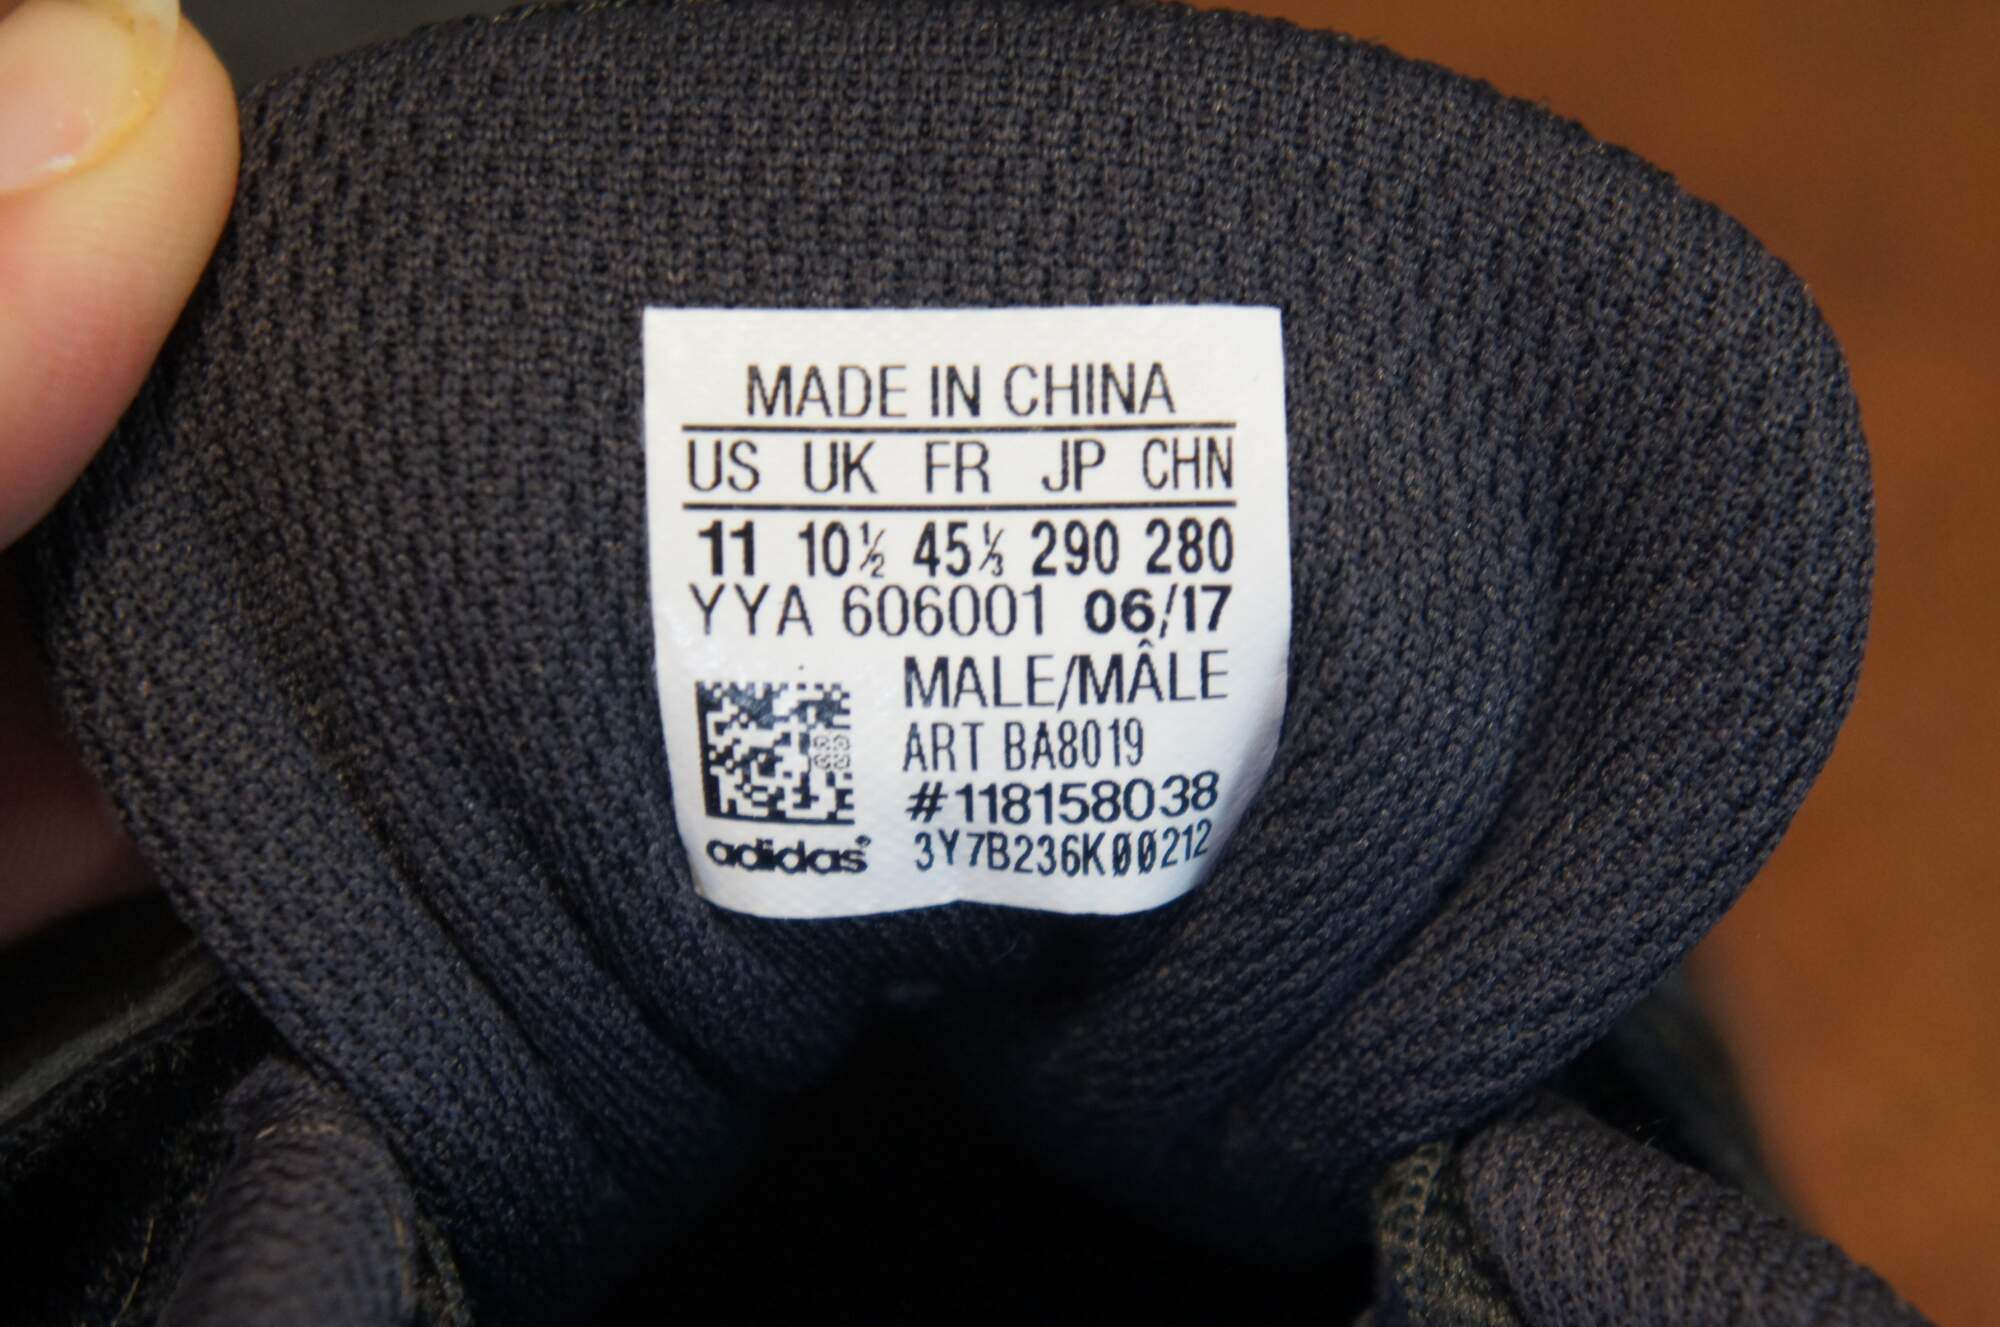 MADE IN CHINA
US UK FR JP CHN
11 10½ 45⅓ 290 280
YYA 606001 06/17
MALE/MÂLE
ART BA8019
#118158038
adidas® 3Y7B236K00212